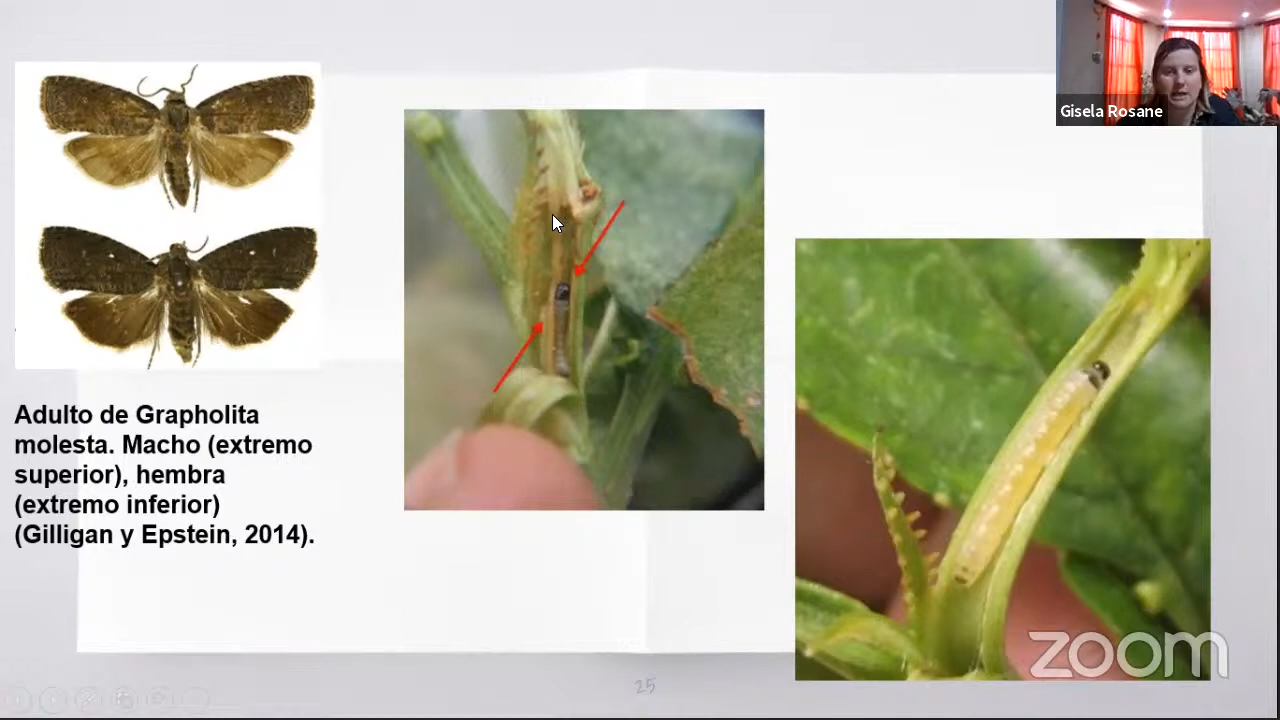 Gisela Rosane
Adulto de Grapholita
molesta. Macho (extremo
superior), hembra
(extremo inferior)
(Gilligan y Epstein, 2014).
zoom
25